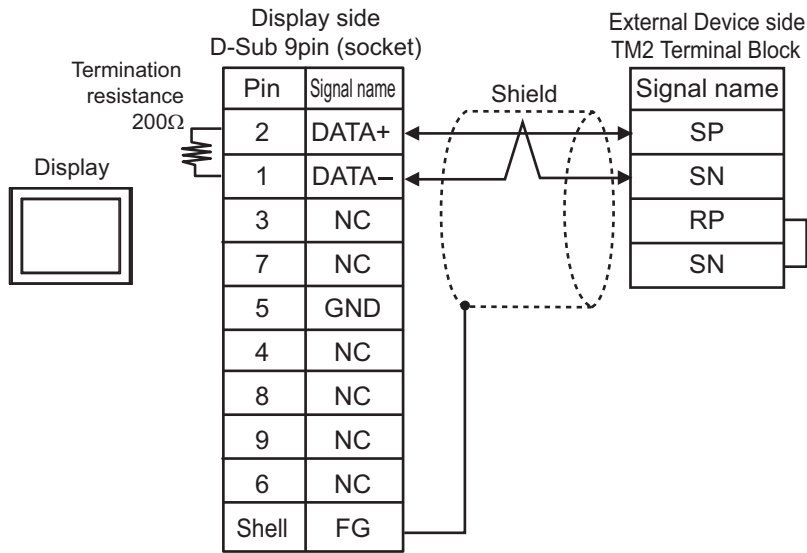 Display side
D-Sub 9pin (socket)
External Device side
TM2 Terminal Block
Termination
resistance
200Ω
Display
Shield
Pin Signal name
2 DATA+
1 DATA–
3 NC
7 NC
5 GND
4 NC
8 NC
9 NC
6 NC
Shell FG
Signal name
SP
SN
RP
SN